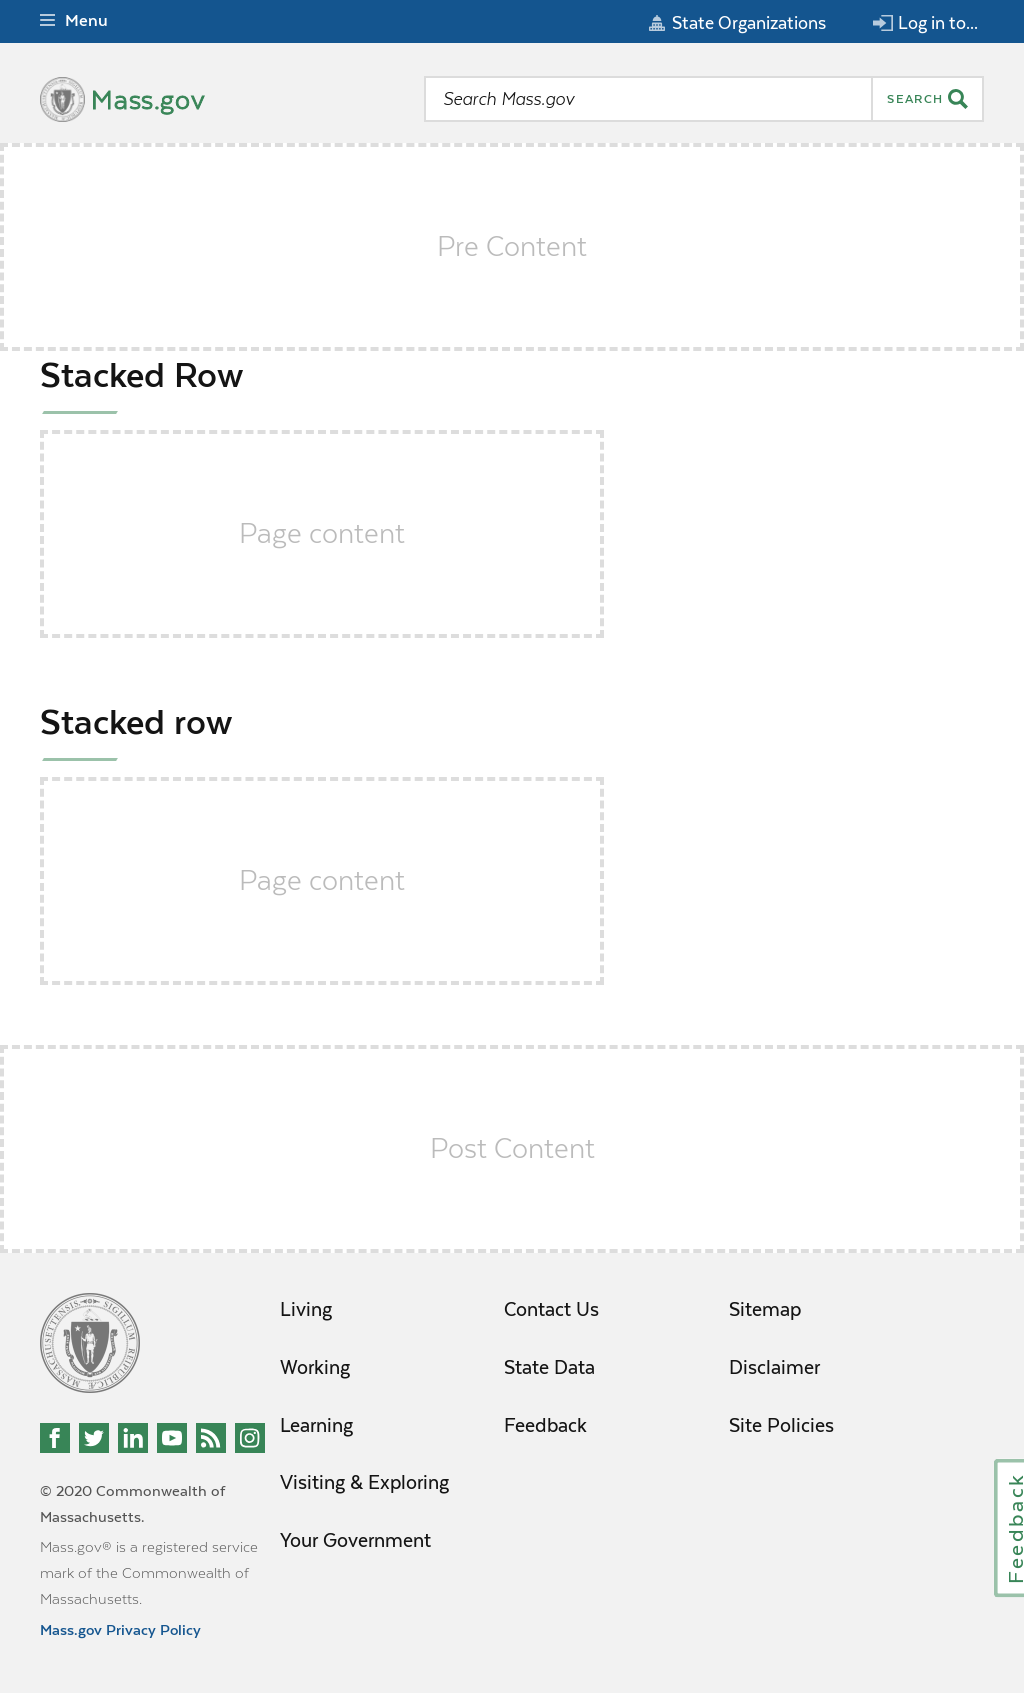 Menu
State Organizations
Log in to...
Mass.gov
Search Mass.gov
SEARCH
Pre Content
Stacked Row
Page content
Stacked row
Page content
Post Content
Living
Working
Learning
Visiting & Exploring
Your Government
Contact Us
State Data
Feedback
Sitemap
Disclaimer
Site Policies
© 2020 Commonwealth of
Massachusetts.
Mass.gov® is a registered service
mark of the Commonwealth of
Massachusetts.
Mass.gov Privacy Policy
Feedback